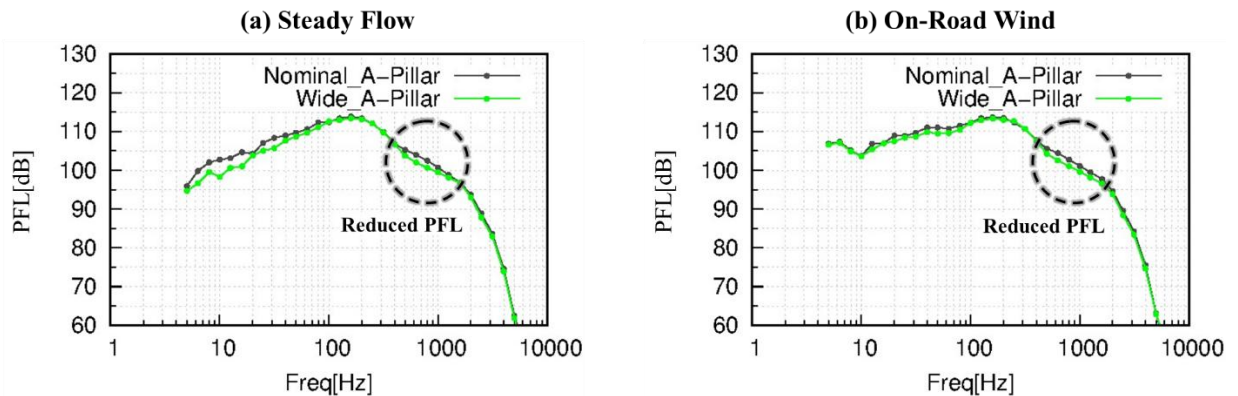 (a) Steady Flow
130
120
110
100
90
80
70
60
PFL[dB]
Nominal_A-Pillar
Wide_A-Pillar
Reduced PFL
1 10 100 1000 10000
Freq[Hz]
(b) On-Road Wind
130
120
110
100
90
80
70
60
PFL[dB]
Nominal_A-Pillar
Wide_A-Pillar
Reduced PFL
1 10 100 1000 10000
Freq[Hz]